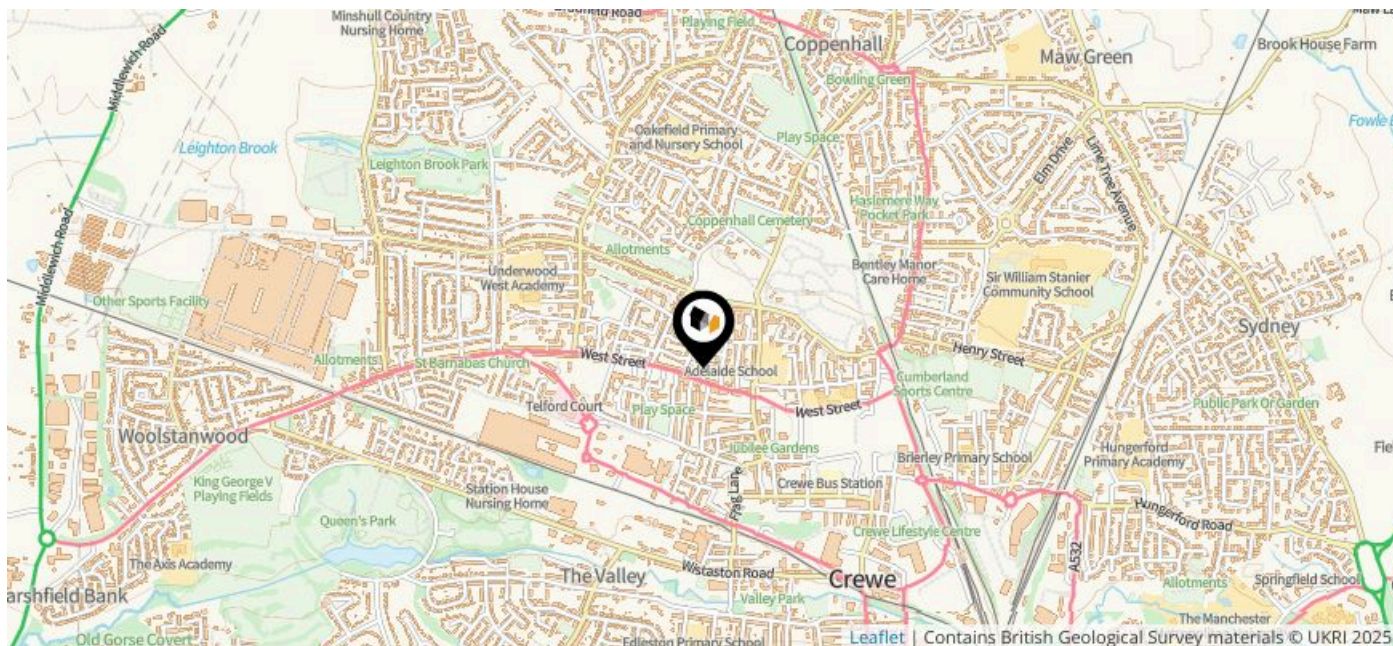 Minshull Country
Nursing Home
Road
Playing Field
Coppenhall
Maw Green
Brook House Farm
Middlewich Road
Bowling Green
Leighton Brook
Oakefield Primary
and Nursery School
Play Space
Elm Drive
Lime Tree Avenue
Leighton Brook Park
Haslemere Way
Pocket Park
Coppenhall Cemetery
Middlewich Road
Allotments
Underwood
West Academy
Bentley Manor
Care Home
Sir William Stanier
Community School
Other Sports Facility
Sydney
Allotments
St Barnabas Church
West Street
Henry Street
Adelaide School
Cumberland
Sports Centre
Telford Court
Play Space
West Street
Public Park Or Garden
Woolstanwood
Jubilee Gardens
Hungerford
Primary Academy
King George V
Playing Fields
Station House
Nursing Home
Flag Lane
Crewe Bus Station
Brierley Primary School
Queen's Park
Hungerford Road
Crewe Lifestyle Centre
The Axis Academy
The Valley
Wistaston Road
Crewe
A532
Allotments
Springfield School
arshfield Bank
Valley Park
The Manchester
Old Gorse Covert
Edleston Primary School
Leaflet | Contains British Geological Survey materials © UKRI 2025